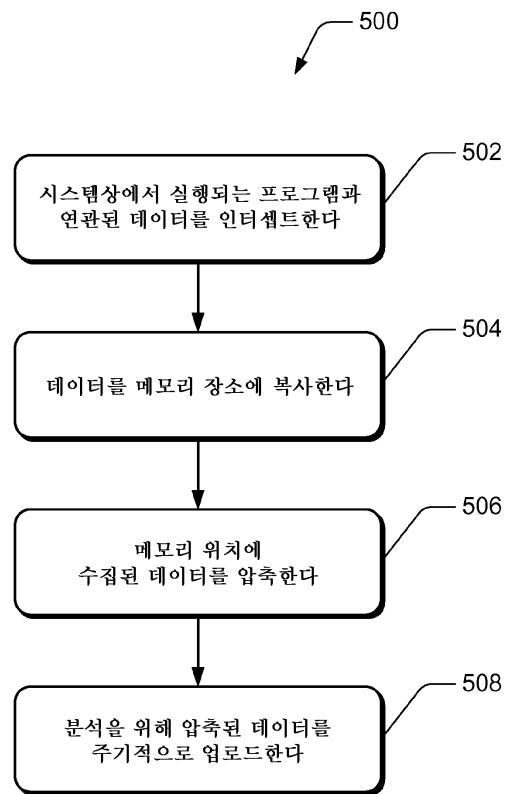 500
502
시스템상에서 실행되는 프로그램과
연관된 데이터를 인터셉트한다
504
데이터를 메모리 장소에 복사한다
506
메모리 위치에
수집된 데이터를 압축한다
508
분석을 위해 압축된 데이터를
주기적으로 업로드한다